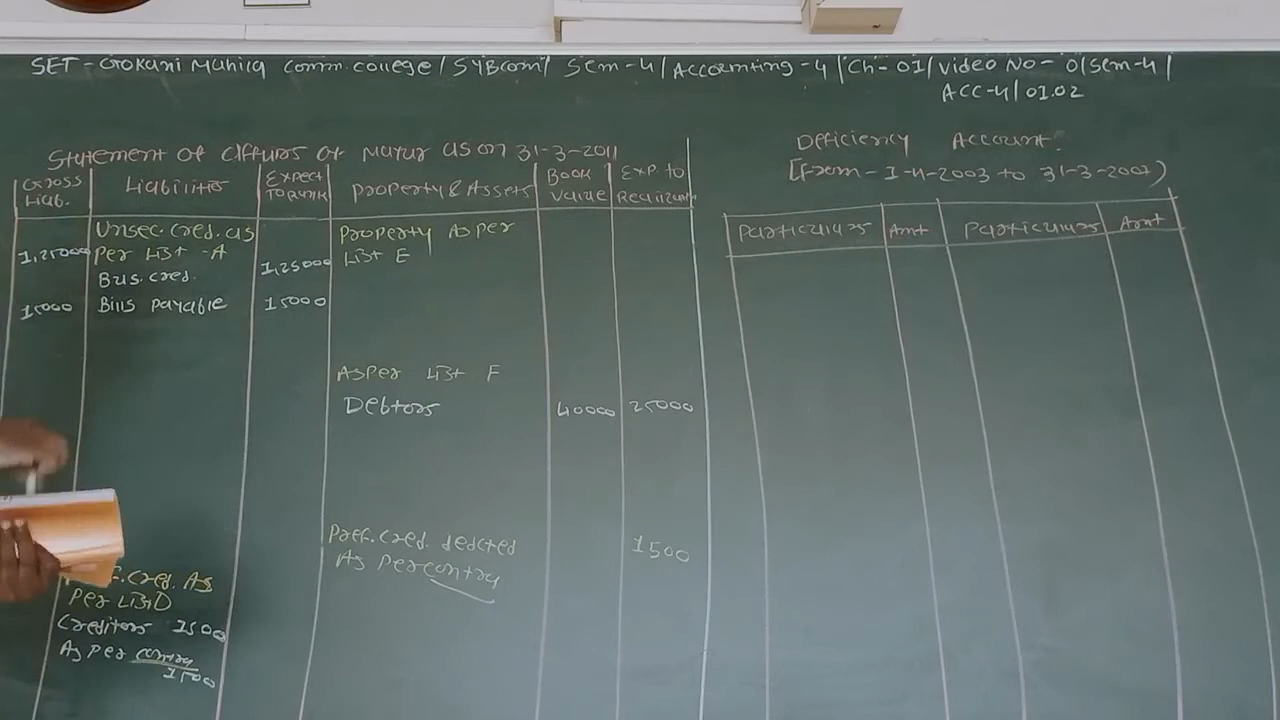 SET-Gokani Mahila Comm. College / SYBCom / Sem-4 / Accounting-4 / Ch-01 / Video No-01 Sem-4 /
ACC-4/01.02
Statement of Affairs of Mayur as on 31-3-2011
Gross Liab.
Liabilities
Expect To Rank
Property & Assets
Book Value
Exp. to
Unsec. Cred. as
1,25000 Per List -A
Bus. Cred. 1,25000
15000 Bills Payable 15000
Property As per
List E
As Per List F
Debtors 40000 25000
Pref. Cred. 1500
As Per contra
Cred. As
Per List D
Creditors 1500
As per contra
1500
Deficiency Account.
[From - 1-4-2003 to 31-3-2007)
Particulars Amt Particulars Amt